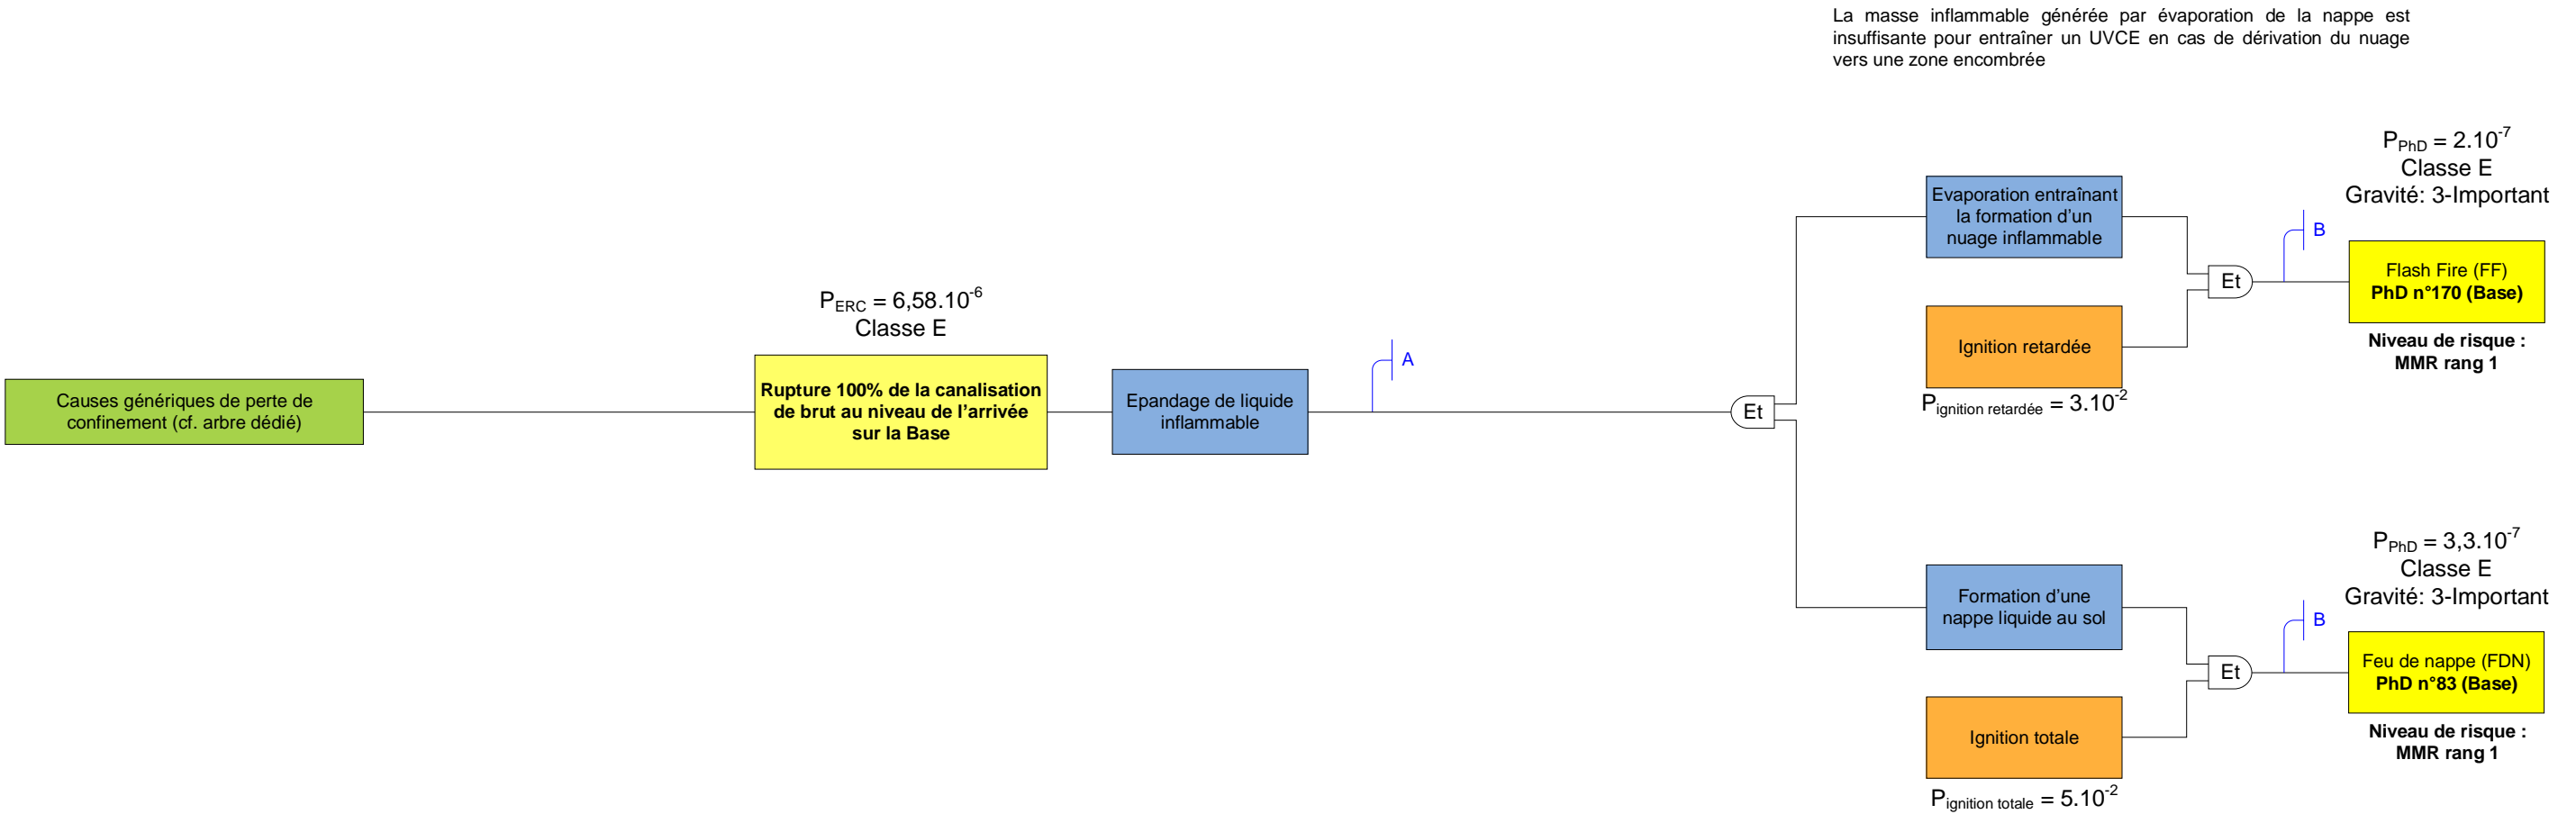 La masse inflammable générée par évaporation de la nappe est
insuffisante pour entraîner un UVCE en cas de dérivation du nuage
vers une zone encombrée
P_PhD = 2.10^-7
Classe E
Gravité: 3-Important
Evaporation entraînant
la formation d'un
nuage inflammable
B
Et
Flash Fire (FF)
PhD n°170 (Base)
Niveau de risque :
MMR rang 1
Ignition retardée
P_ignition retardée = 3.10^-2
P_ERC = 6,58.10^-6
Classe E
Causes génériques de perte de
confinement (cf. arbre dédié)
Rupture 100% de la canalisation
de brut au niveau de l'arrivée
sur la Base
Epandage de liquide
inflammable
A
Et
P_PhD = 3,3.10^-7
Classe E
Gravité: 3-Important
Formation d'une
nappe liquide au sol
B
Et
Feu de nappe (FDN)
PhD n°83 (Base)
Niveau de risque :
MMR rang 1
Ignition totale
P_ignition totale = 5.10^-2